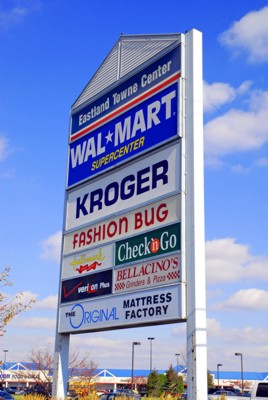 Eastland Towne Center
WAL★MART
SUPERCENTER
KROGER
FASHION BUG
Hallmark
Check n Go
verizon Plus
BELLACINO'S
Grinders & Pizza
THE ORIGINAL MATTRESS FACTORY